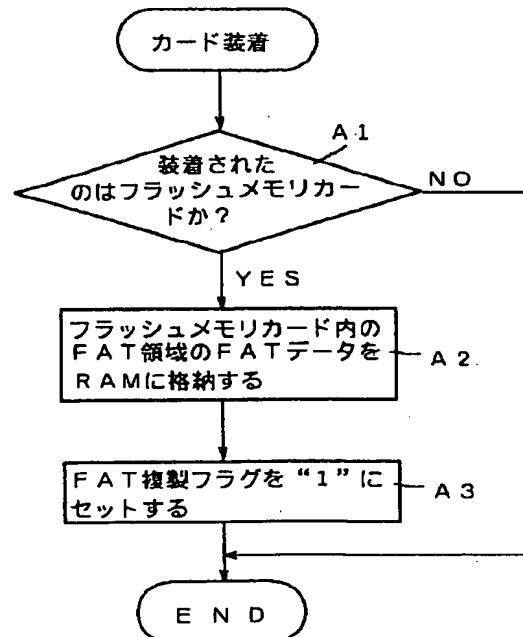 カード装着
A1
装着された
のはフラッシュメモリカー
ドか？
NO
YES
フラッシュメモリカード内の
FAT領域のFATデータを
RAMに格納する
A2
FAT複製フラグを“1”に
セットする
A3
END